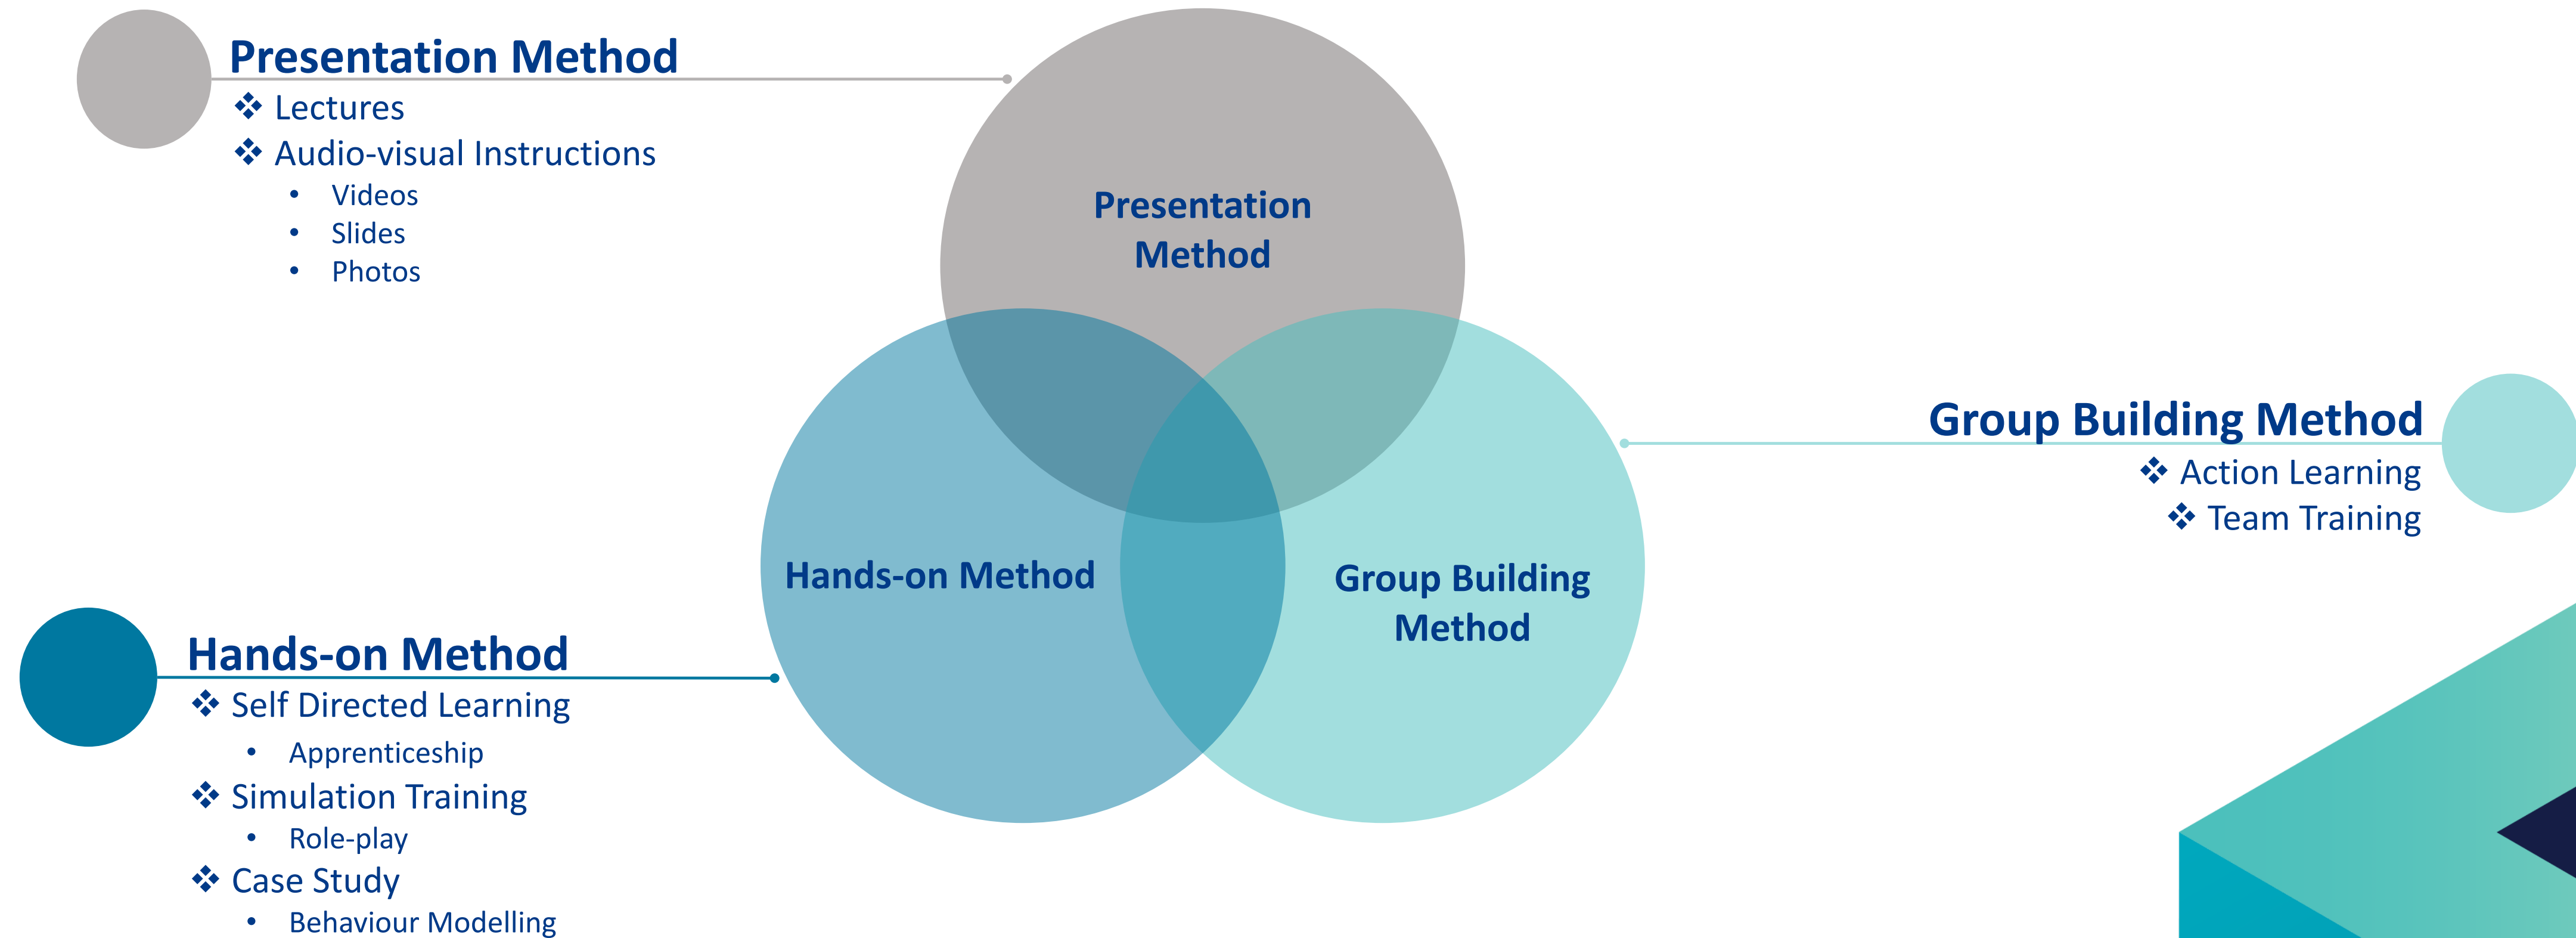 Presentation Method
❖ Lectures
❖ Audio-visual Instructions
• Videos
• Slides
• Photos
Presentation
Method
Group Building Method
❖ Action Learning
❖ Team Training
Hands-on Method
Group Building
Method
Hands-on Method
❖ Self Directed Learning
• Apprenticeship
❖ Simulation Training
• Role-play
❖ Case Study
• Behaviour Modelling